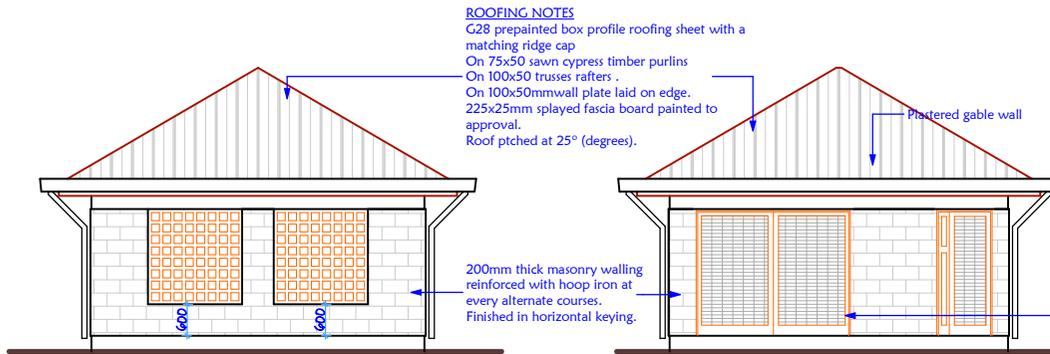 ROOFING NOTES
G28 prepainted box profile roofing sheet with a
matching ridge cap
On 75x50 sawn cypress timber purlins
On 100x50 trusses rafters .
On 100x50mmwall plate laid on edge.
225x25mm splayed fascia board painted to
approval.
Roof ptched at 25° (degrees).
Plastered gable wall
200mm thick masonry walling
reinforced with hoop iron at
every alternate courses.
Finished in horizontal keying.
600
600